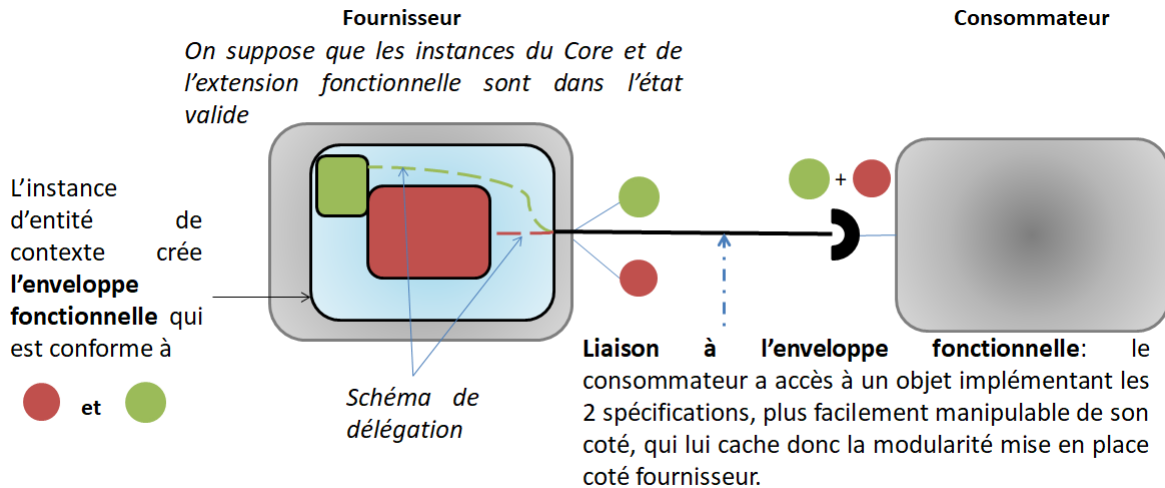 Fournisseur
Consommateur
On suppose que les instances du Core et de
l'extension fonctionnelle sont dans l'état
valide
L'instance
d'entité de
contexte crée
l'enveloppe
fonctionnelle qui
est conforme à
et
+
Schéma de
délégation
Liaison à l'enveloppe fonctionnelle: le
consommateur a accès à un objet implémentant les
2 spécifications, plus facilement manipulable de son
coté, qui lui cache donc la modularité mise en place
coté fournisseur.